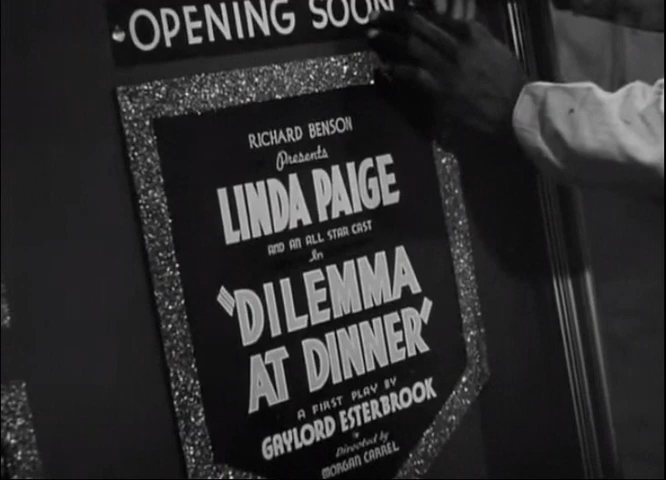 OPENING SOON
RICHARD BENSON
Presents
LINDA PAIGE
AND AN ALL STAR CAST
In
"DILEMMA
AT DINNER"
A FIRST PLAY BY
GAYLORD ESTERBROOK
Directed by
MORGAN CARREL